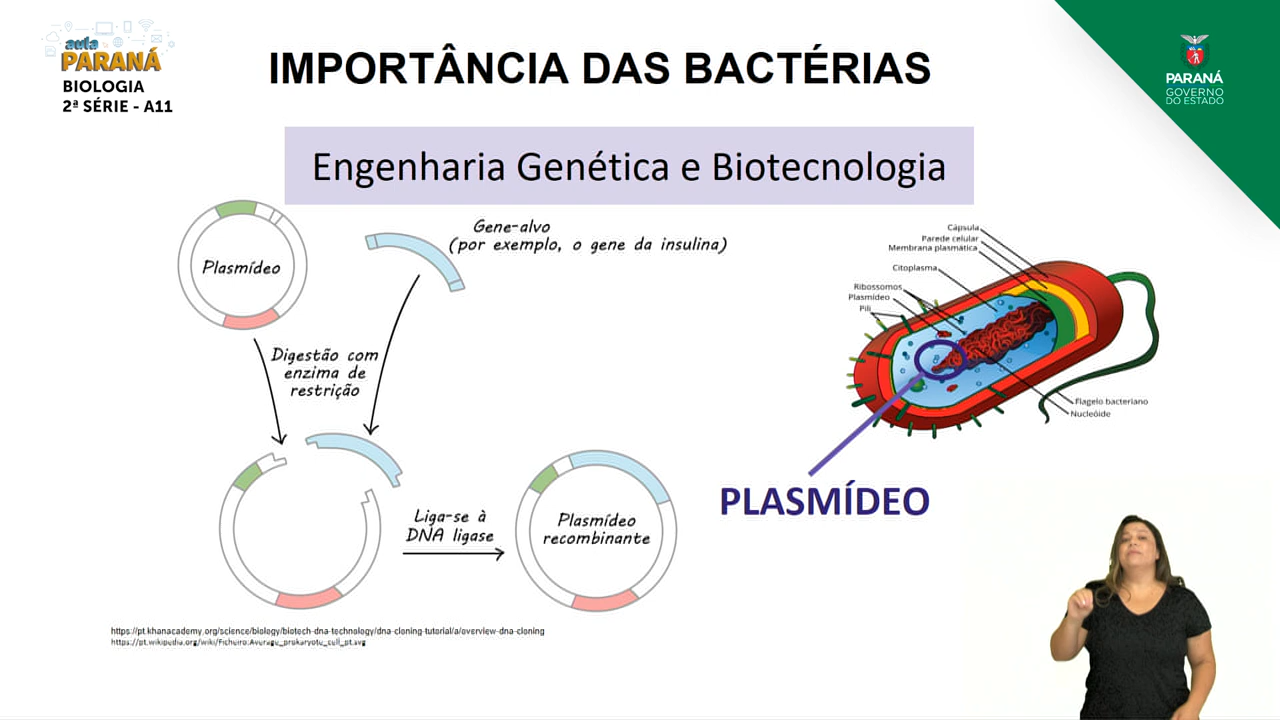 aula
PARANÁ
BIOLOGIA
2ª SÉRIE - A11
IMPORTÂNCIA DAS BACTÉRIAS
PARANÁ
GOVERNO
DO ESTADO
Engenharia Genética e Biotecnologia
Plasmídeo
Gene-alvo
(por exemplo, o gene da insulina)
Digestão com
enzima de
restrição
Liga-se à
DNA ligase
Plasmídeo
recombinante
Cápsula
Parede celular
Membrana plasmática
Citoplasma
Ribossomos
Plasmídeo
Pili
Flagelo bacteriano
Nucleóide
PLASMÍDEO
https://pt.khanacademy.org/science/biology/biotech-dna-technology/dna-cloning-tutorial/a/overview-dna-cloning
https://pt.wikipedia.org/wiki/Ficheiro:Average_prokaryote_cell_pt.svg